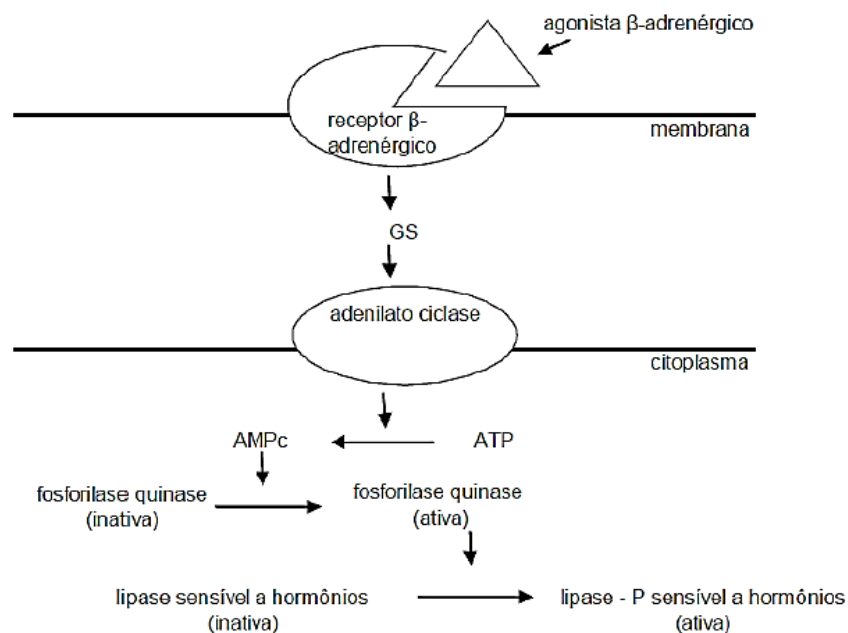 agonista β-adrenérgico
receptor β-
adrenérgico
membrana
GS
adenilato ciclase
citoplasma
AMPc
ATP
fosforilase quinase
(inativa)
fosforilase quinase
(ativa)
lipase sensível a hormônios
(inativa)
lipase - P sensível a hormônios
(ativa)